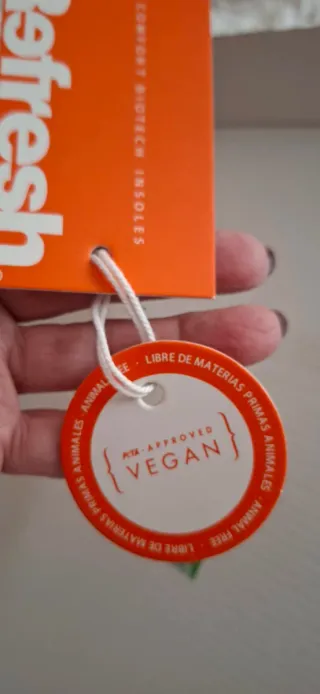 Refresh
COMFORT BIOTECH INSOLES
ANIMAL FREE · LIBRE DE MATERIAS PRIMAS ANIMALES · ANIMAL FREE · LIBRE DE MATERIAS PRIMAS ANIMALES ·
PETA - APPROVED
VEGAN